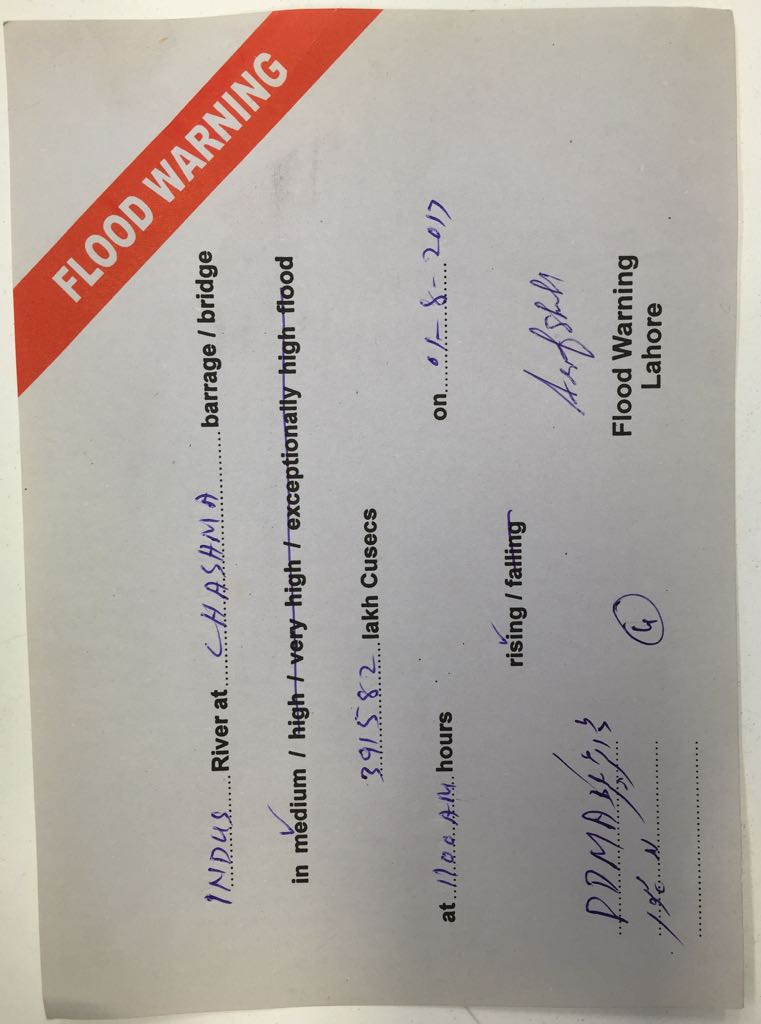 FLOOD WARNING
INDUS River at CHASAHMA barrage / bridge
in medium / high / very high / exceptionally high flood
391582 lakh Cusecs
at 11.00 A.M. hours on 01-8-2017
rising / falling
PDMA
4
Flood Warning
Lahore